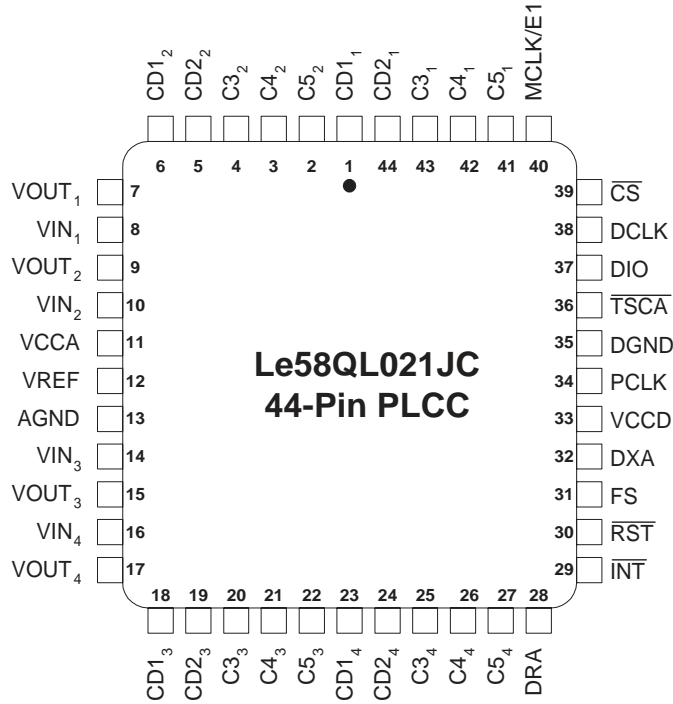 CD1₂ CD2₂ C3₂ C4₂ C5₂ CD1₁ CD2₁ C3₁ C4₁ C5₁ MCLK/E1
6 5 4 3 2 1 44 43 42 41 40
VOUT₁ 7 39 C̅S̅
VIN₁ 8 38 DCLK
VOUT₂ 9 37 DIO
VIN₂ 10 36 T̅S̅C̅A̅
VCCA 11 35 DGND
VREF 12 34 PCLK
AGND 13 33 VCCD
VIN₃ 14 32 DXA
VOUT₃ 15 31 FS
VIN₄ 16 30 R̅S̅T̅
VOUT₄ 17 29 I̅N̅T̅
Le58QL021JC
44-Pin PLCC
18 19 20 21 22 23 24 25 26 27 28
CD1₃ CD2₃ C3₃ C4₃ C5₃ CD1₄ CD2₄ C3₄ C4₄ C5₄ DRA